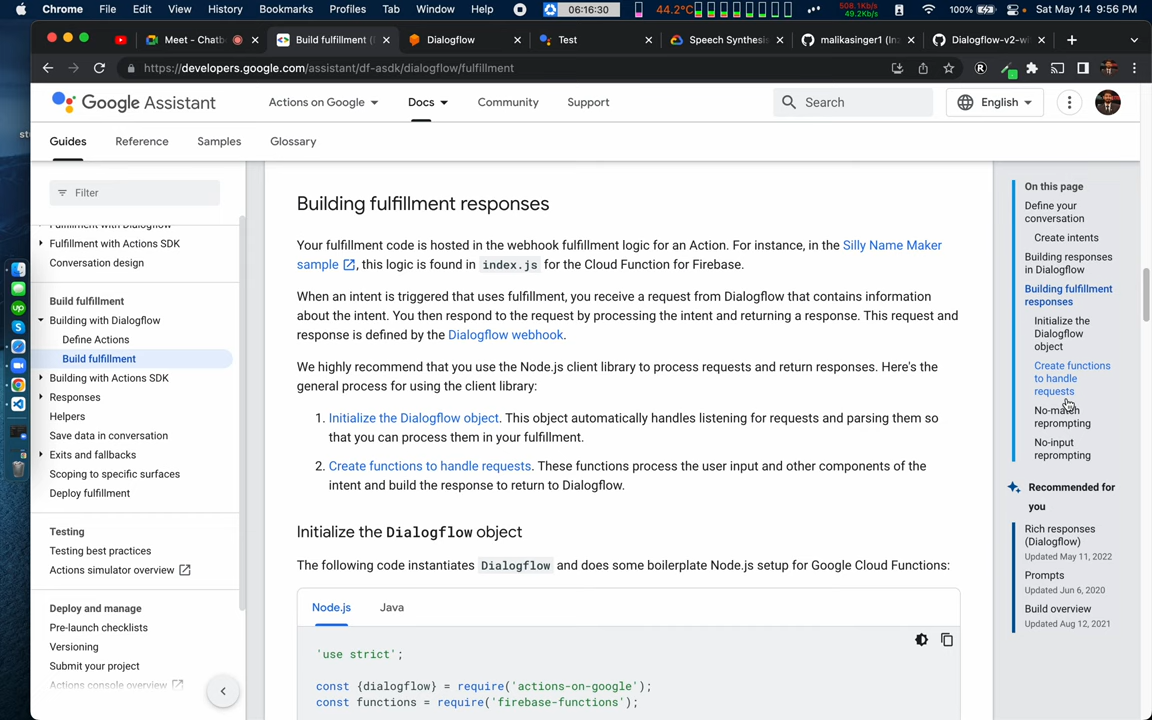 Chrome File Edit View History Bookmarks Profiles Tab Window Help 06:16:30 44.2°C 508.1Kb/s 49.2Kb/s 100% Sat May 14 9:56 PM
Meet - Chatb Build fulfillment ( Dialogflow Test Speech Synthesis malikasinger1 (Inz Dialogflow-v2-w
https://developers.google.com/assistant/df-asdk/dialogflow/fulfillment
Google Assistant Actions on Google Docs Community Support Search English
Guides Reference Samples Glossary
Filter
Fulfillment with Dialogflow
Fulfillment with Actions SDK
Conversation design
Build fulfillment
Building with Dialogflow
Define Actions
Build fulfillment
Building with Actions SDK
Responses
Helpers
Save data in conversation
Exits and fallbacks
Scoping to specific surfaces
Deploy fulfillment
Testing
Testing best practices
Actions simulator overview
Deploy and manage
Pre-launch checklists
Versioning
Submit your project
Actions console overview
Building fulfillment responses
Your fulfillment code is hosted in the webhook fulfillment logic for an Action. For instance, in the Silly Name Maker
sample, this logic is found in index.js for the Cloud Function for Firebase.
When an intent is triggered that uses fulfillment, you receive a request from Dialogflow that contains information
about the intent. You then respond to the request by processing the intent and returning a response. This request and
response is defined by the Dialogflow webhook.
We highly recommend that you use the Node.js client library to process requests and return responses. Here's the
general process for using the client library:
1. Initialize the Dialogflow object. This object automatically handles listening for requests and parsing them so
that you can process them in your fulfillment.
2. Create functions to handle requests. These functions process the user input and other components of the
intent and build the response to return to Dialogflow.
Initialize the Dialogflow object
The following code instantiates Dialogflow and does some boilerplate Node.js setup for Google Cloud Functions:
Node.js Java
'use strict';
const {dialogflow} = require('actions-on-google');
const functions = require('firebase-functions');
On this page
Define your
conversation
Create intents
Building responses
in Dialogflow
Building fulfillment
responses
Initialize the
Dialogflow
object
Create functions
to handle
requests
No-match
reprompting
No-input
reprompting
Recommended for
you
Rich responses
(Dialogflow)
Updated May 11, 2022
Prompts
Updated Jun 6, 2020
Build overview
Updated Aug 12, 2021